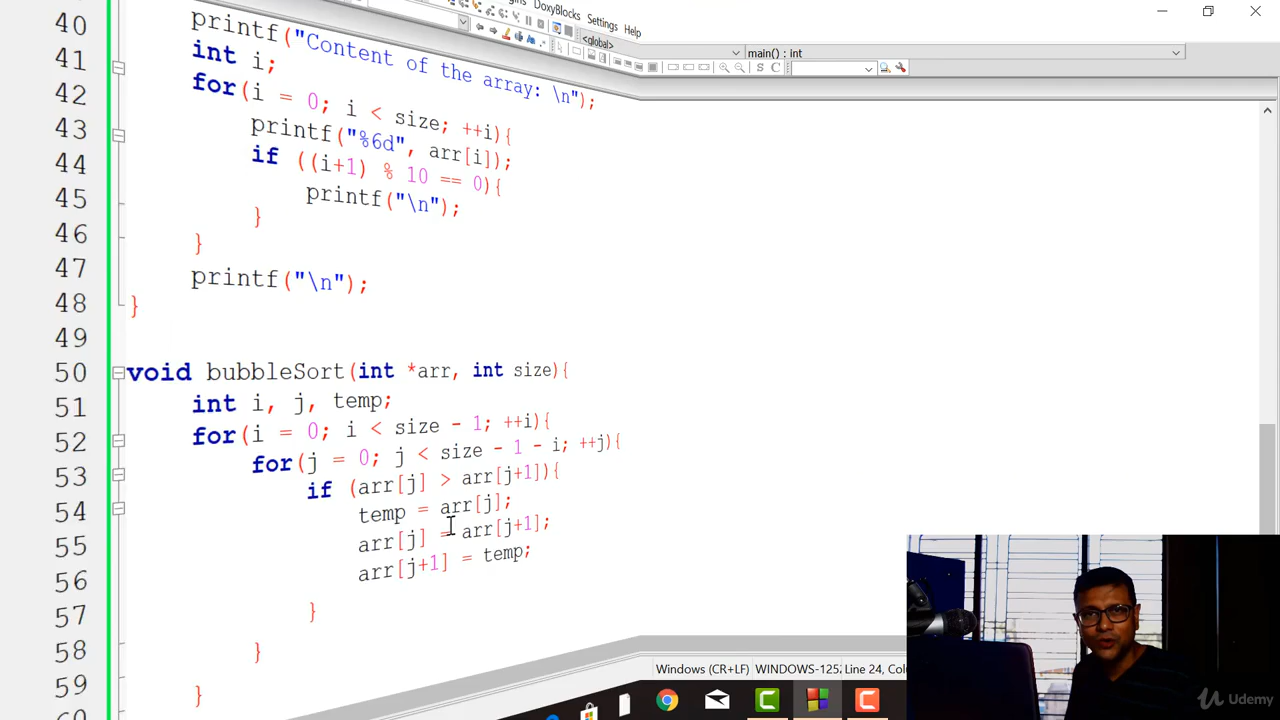 DoxyBlocks Settings Help
<global>
main() : int
S C
40 printf("Content of the array: \n");
41 int i;
42 for(i = 0; i < size; ++i){
43 printf("%6d", arr[i]);
44 if ((i+1) % 10 == 0){
45 printf("\n");
46 }
47 }
48 printf("\n");
}
49
50 void bubbleSort(int *arr, int size){
51 int i, j, temp;
52 for(i = 0; i < size - 1; ++i){
53 for(j = 0; j < size - 1 - i; ++j){
54 if (arr[j] > arr[j+1]){
temp = arr[j];
55 arr[j] = arr[j+1];
56 arr[j+1] = temp;
57 }
58 }
59 }
Windows (CR+LF) WINDOWS-125 Line 24,
Udemy